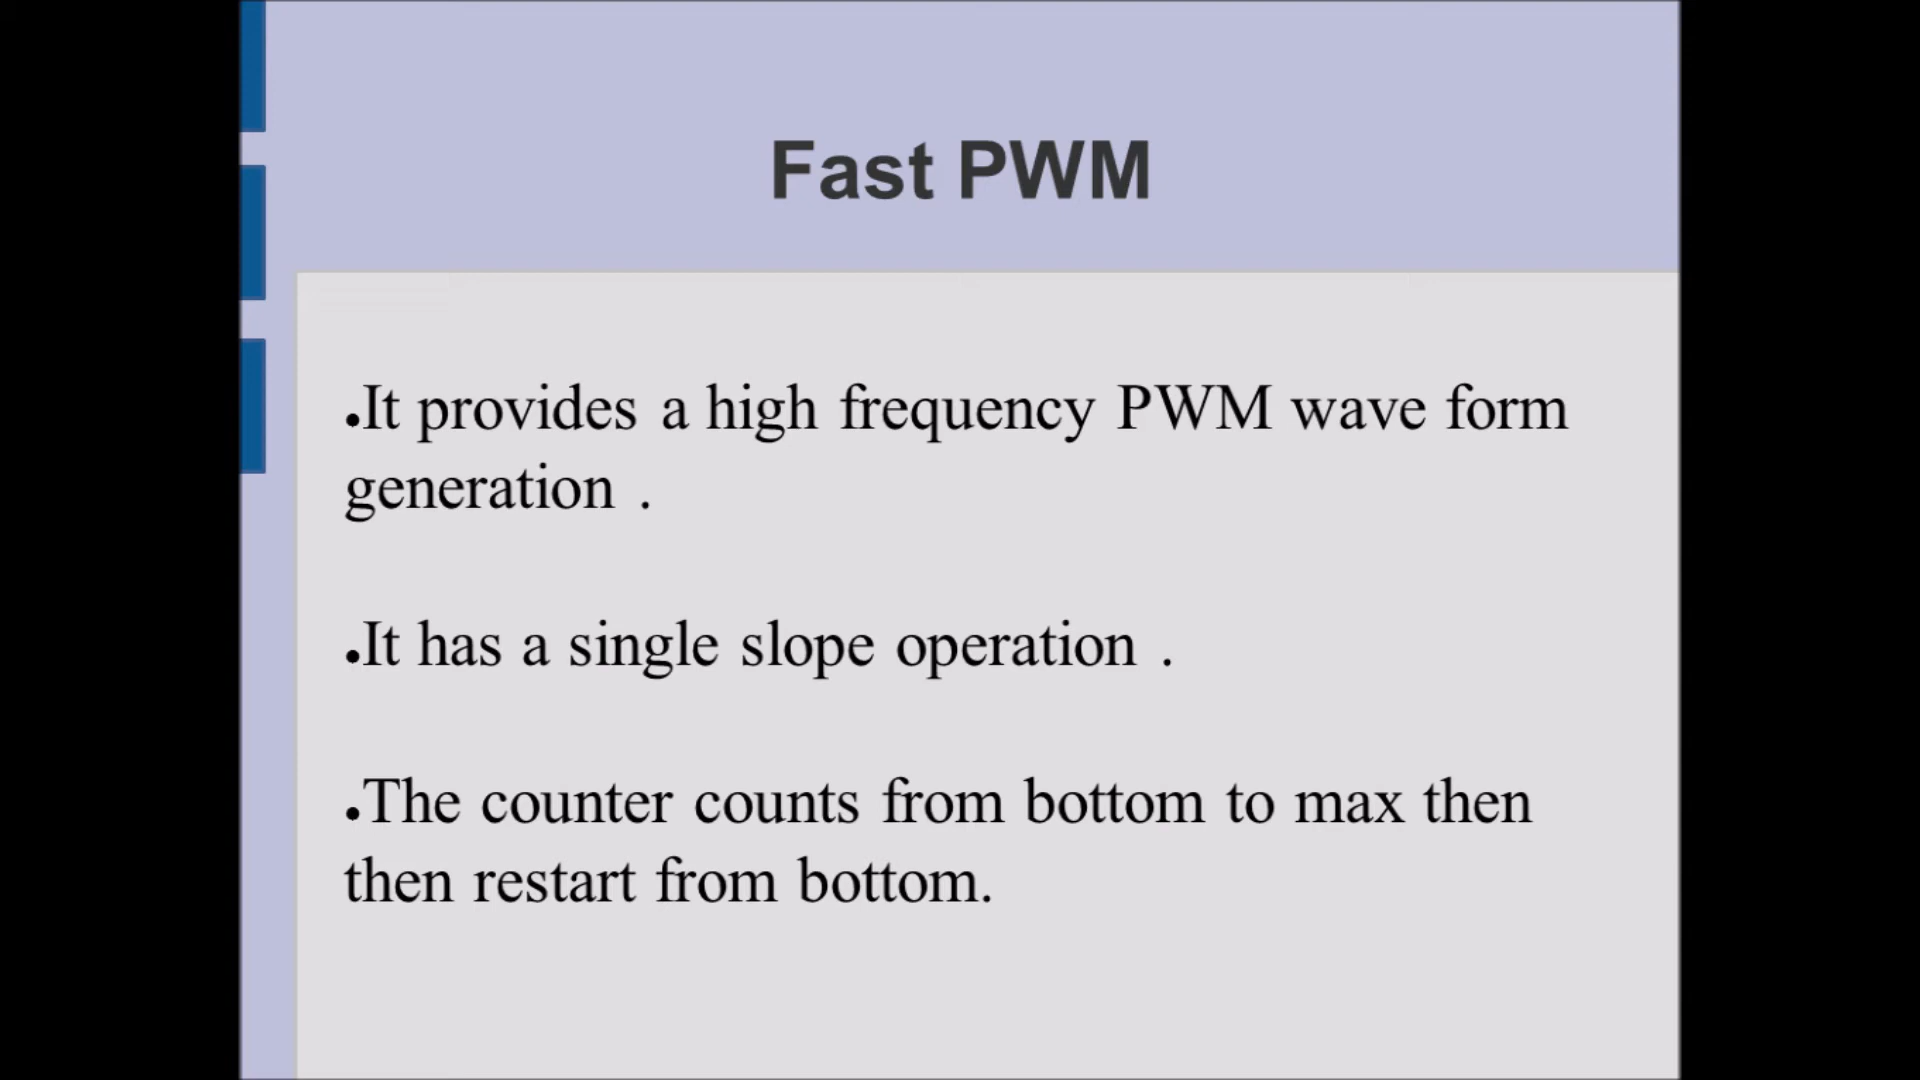 Fast PWM
●It provides a high frequency PWM wave form
generation .
●It has a single slope operation .
●The counter counts from bottom to max then
then restart from bottom.